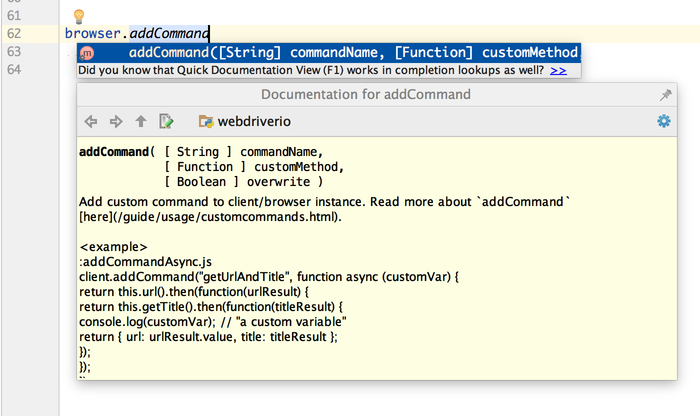 61
62 browser.addCommand
63
64
m addCommand([String] commandName, [Function] customMethod
Did you know that Quick Documentation View (F1) works in completion lookups as well? >>
Documentation for addCommand
webdriverio
addCommand( [ String ] commandName,
[ Function ] customMethod,
[ Boolean ] overwrite )
Add custom command to client/browser instance. Read more about `addCommand`
[here](/guide/usage/customcommands.html).
<example>
:addCommandAsync.js
client.addCommand("getUrlAndTitle", function async (customVar) {
return this.url().then(function(urlResult) {
return this.getTitle().then(function(titleResult) {
console.log(customVar); // "a custom variable"
return { url: urlResult.value, title: titleResult };
});
});